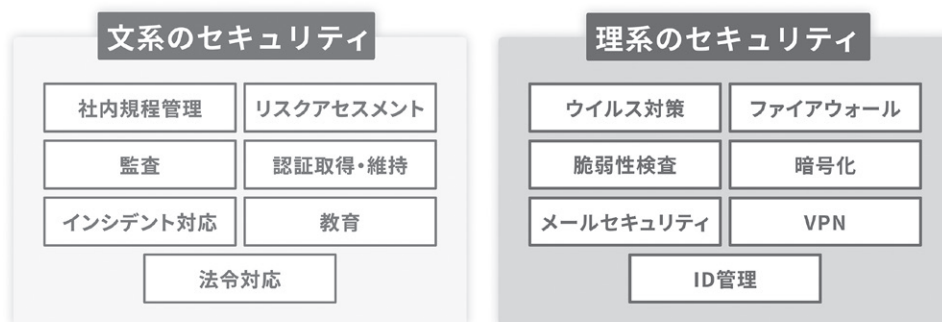 文系のセキュリティ
社内規程管理
リスクアセスメント
監査
認証取得・維持
インシデント対応
教育
法令対応
理系のセキュリティ
ウイルス対策
ファイアウォール
脆弱性検査
暗号化
メールセキュリティ
VPN
ID管理